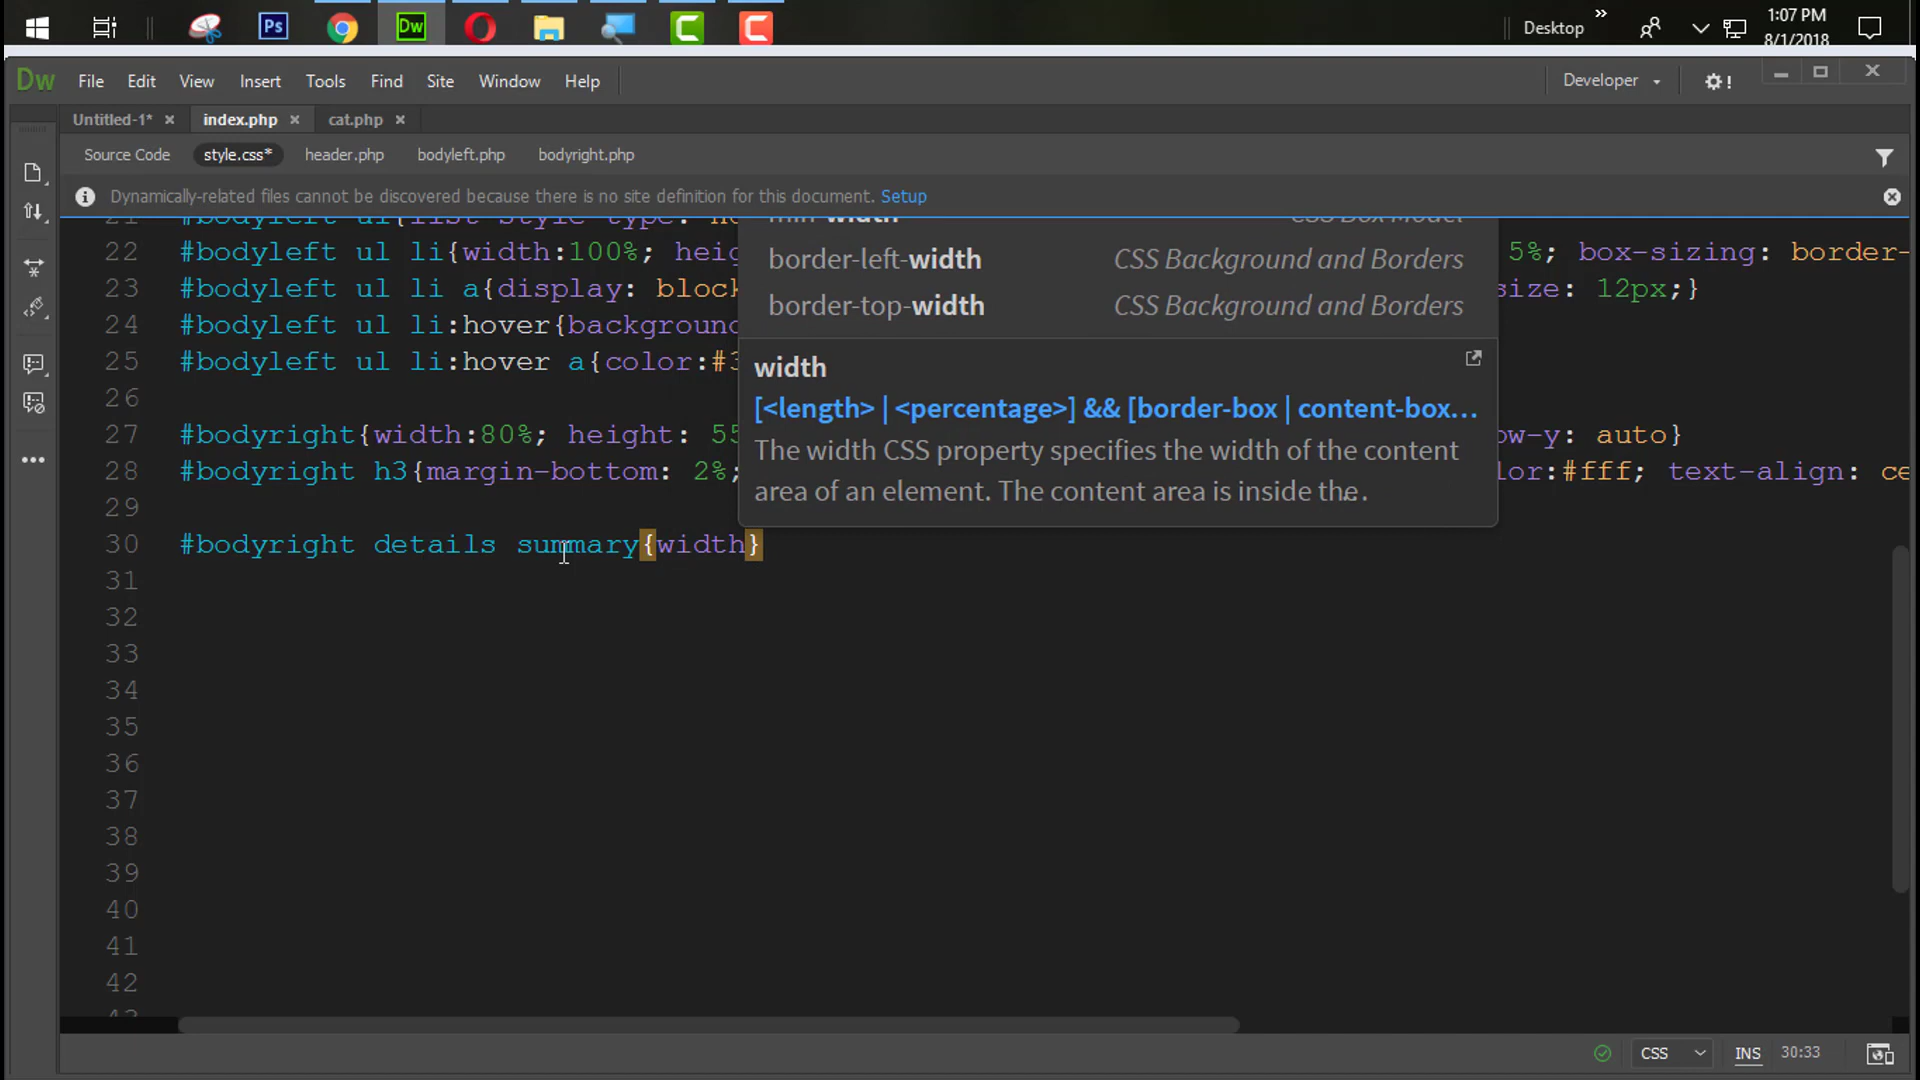 Ps
Dw
Desktop
»
1:07 PM
8/1/2018
Dw
File
Edit
View
Insert
Tools
Find
Site
Window
Help
Developer
Untitled-1*
index.php
cat.php
Source Code
style.css*
header.php
bodyleft.php
bodyright.php
Dynamically-related files cannot be discovered because there is no site definition for this document. Setup
22 #bodyleft ul li{width:100%; 5%; box-sizing: border-
23 #bodyleft ul li a{display: block size: 12px;}
24 #bodyleft ul li:hover{background
25 #bodyleft ul li:hover a{color:#3
26
27 #bodyright{width:80%; height: 55 ow-y: auto}
28 #bodyright h3{margin-bottom: 2%; lor:#fff; text-align: ce
29
30 #bodyright details summary{width}
31
32
33
34
35
36
37
38
39
40
41
42
min-width CSS Box Model
border-left-width CSS Background and Borders
border-top-width CSS Background and Borders
width
[<length> | <percentage>] && [border-box | content-box...
The width CSS property specifies the width of the content
area of an element. The content area is inside the..
CSS
INS
30:33